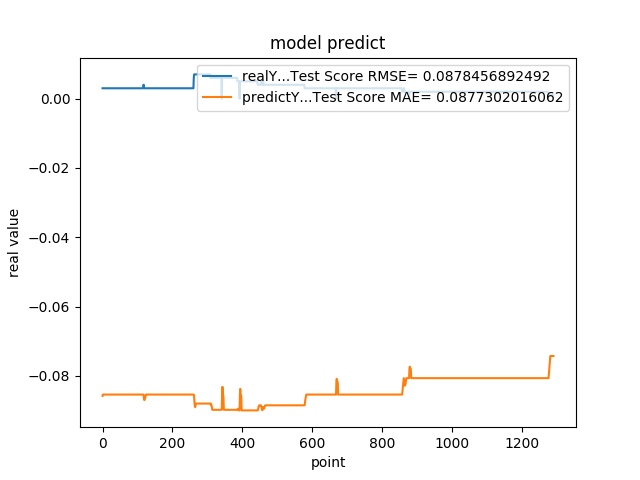 model predict
realY...Test Score RMSE= 0.0878456892492
predictY...Test Score MAE= 0.0877302016062
0.00
−0.02
−0.04
−0.06
−0.08
real value
0 200 400 600 800 1000 1200
point